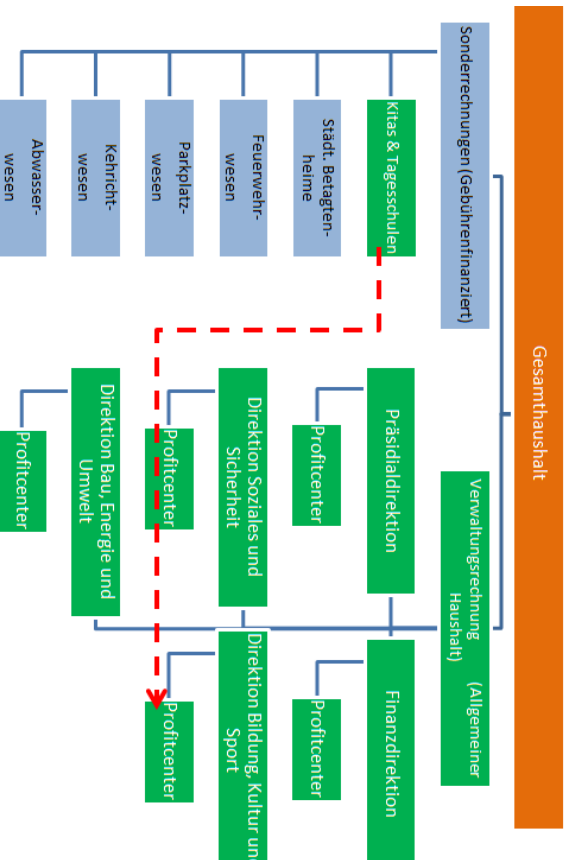 Gesamthaushalt
Sonderrechnungen (Gebührenfinanziert)
Kitas & Tagesschulen
Städt. Betagten-
heime
Feuerwehr-
wesen
Parkplatz-
wesen
Kehricht-
wesen
Abwasser-
wesen
Verwaltungsrechnung (Allgemeiner
Haushalt)
Präsidialdirektion
Profitcenter
Finanzdirektion
Profitcenter
Direktion Soziales und
Sicherheit
Profitcenter
Direktion Bildung, Kultur und
Sport
Profitcenter
Direktion Bau, Energie und
Umwelt
Profitcenter